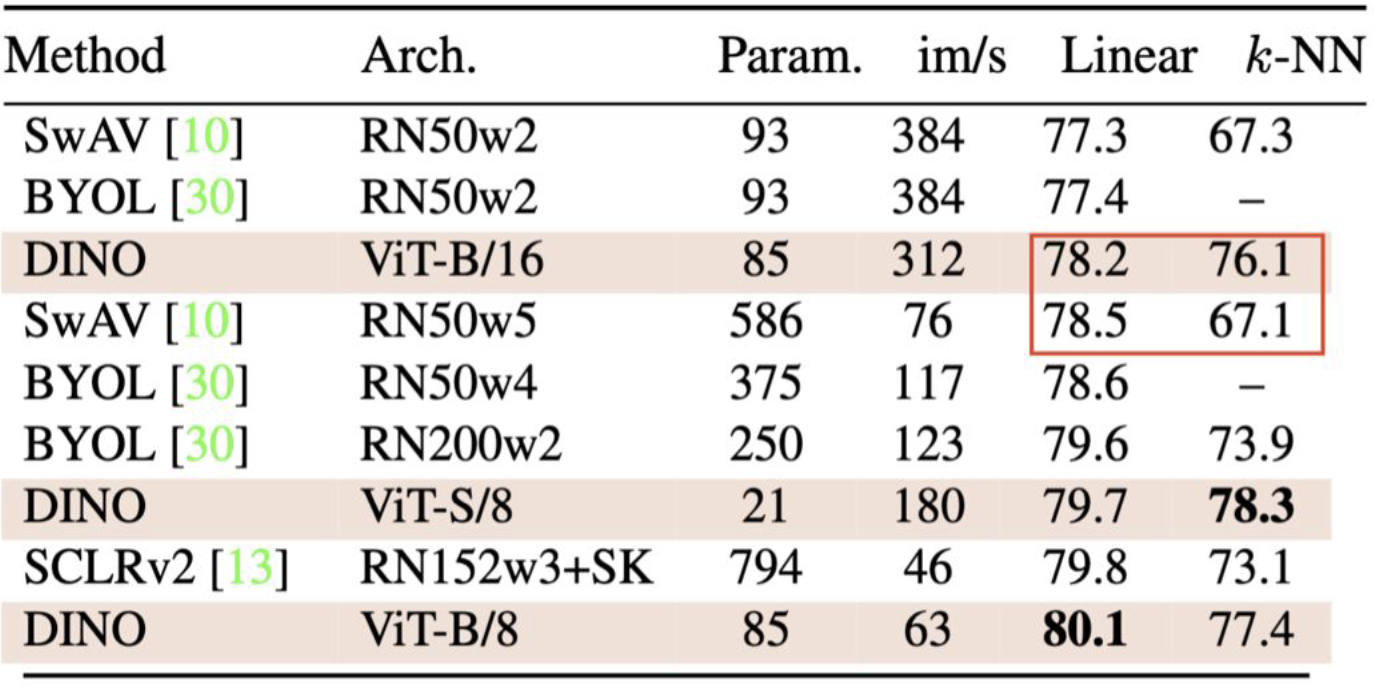 Method Arch. Param. im/s Linear k-NN
SwAV [10] RN50w2 93 384 77.3 67.3
BYOL [30] RN50w2 93 384 77.4 –
DINO ViT-B/16 85 312 78.2 76.1
SwAV [10] RN50w5 586 76 78.5 67.1
BYOL [30] RN50w4 375 117 78.6 –
BYOL [30] RN200w2 250 123 79.6 73.9
DINO ViT-S/8 21 180 79.7 78.3
SCLRv2 [13] RN152w3+SK 794 46 79.8 73.1
DINO ViT-B/8 85 63 80.1 77.4